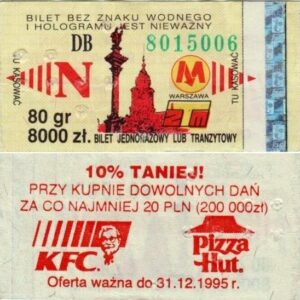 BILET BEZ ZNAKU WODNEGO
I HOLOGRAMU JEST NIEWAŻNY
DB 8015006
TU KASOWAĆ
N
M
WARSZAWA
ZTM
TU KASOWAĆ
80 gr
8000 zł. BILET JEDNORAZOWY LUB TRANZYTOWY
10% TANIEJ!
PRZY KUPNIE DOWOLNYCH DAŃ
ZA CO NAJMNIEJ 20 PLN (200 000zł)
KFC.
Pizza
Hut.
Oferta ważna do 31.12.1995 r.